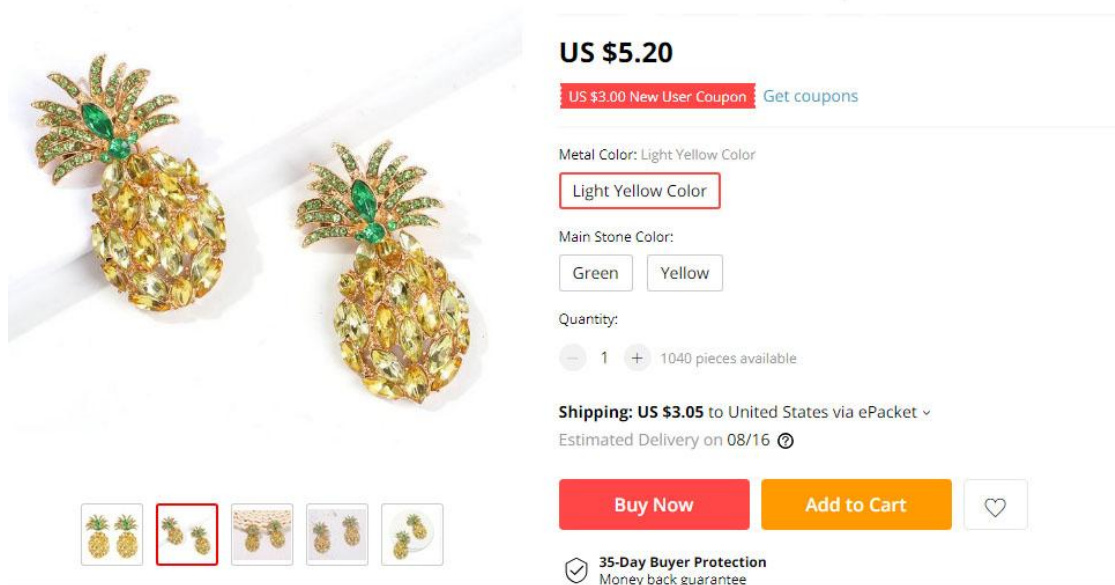 US $5.20
US $3.00 New User Coupon Get coupons
Metal Color: Light Yellow Color
Light Yellow Color
Main Stone Color:
Green Yellow
Quantity:
− 1 + 1040 pieces available
Shipping: US $3.05 to United States via ePacket
Estimated Delivery on 08/16 ?
Buy Now Add to Cart
35-Day Buyer Protection
Money back guarantee